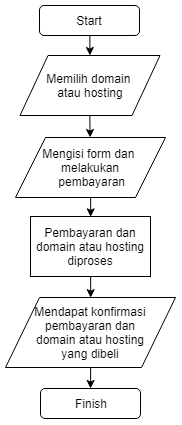 Start
Memilih domain
atau hosting
Mengisi form dan
melakukan
pembayaran
Pembayaran dan
domain atau hosting
diproses
Mendapat konfirmasi
pembayaran dan
domain atau hosting
yang dibeli
Finish